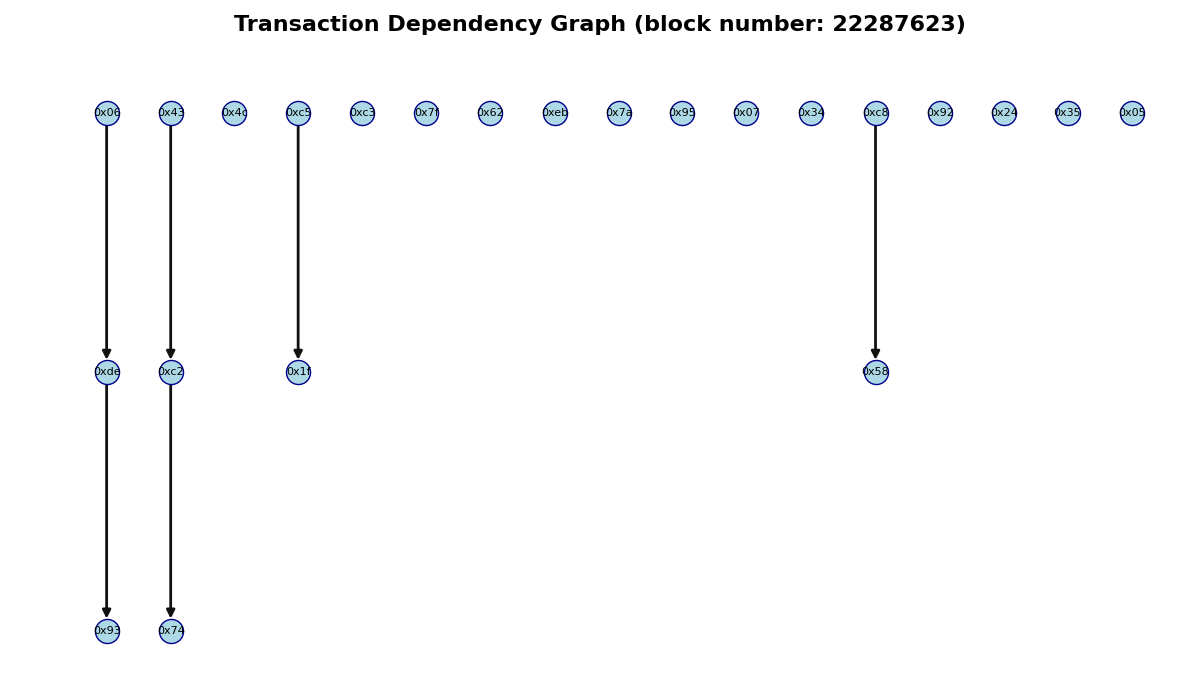 Transaction Dependency Graph (block number: 22287623)
0x06 0x43 0x4c 0xc5 0xc3 0x7f 0x62 0xeb 0x7a 0x95 0x07 0x34 0xc8 0x92 0x24 0x35 0x05
0xde 0xc2 0x1f 0x58
0x93 0x74